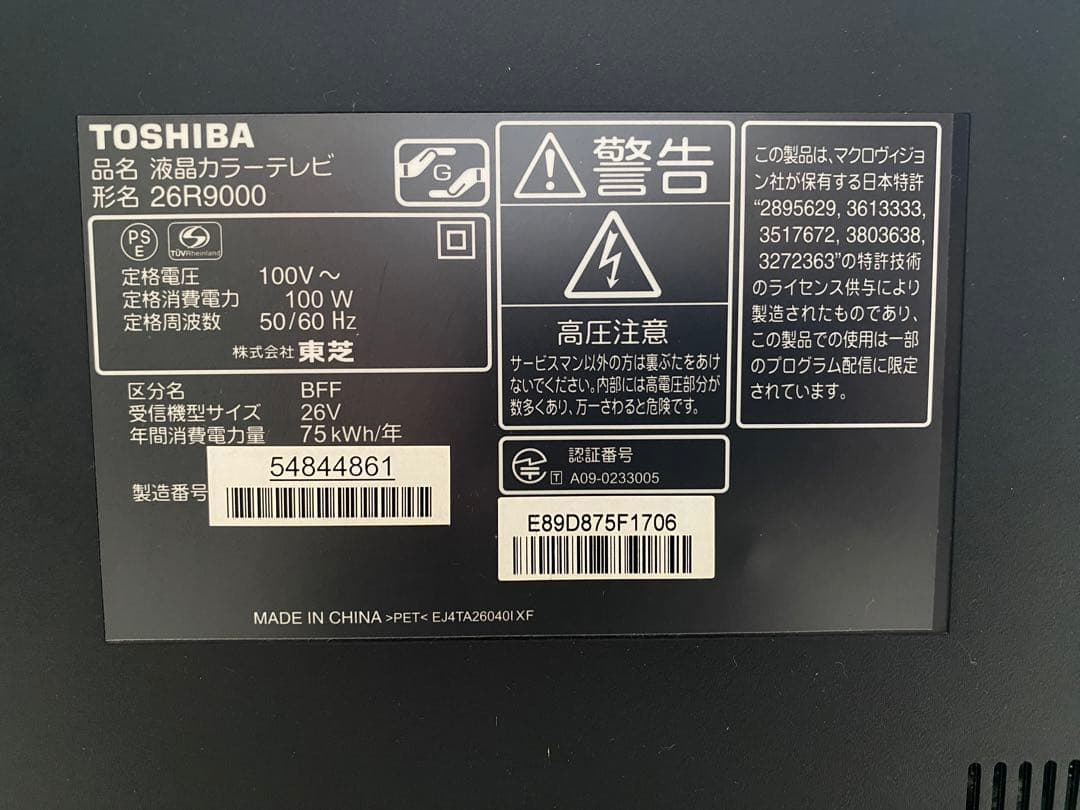 TOSHIBA
品名 液晶カラーテレビ
形名 26R9000
G
PS
E
TÜVRheinland
定格電圧 100V～
定格消費電力 100 W
定格周波数 50/60 Hz
株式会社 東芝
区分名 BFF
受信機型サイズ 26V
年間消費電力量 75kWh/年
製造番号 54844861
警告
高圧注意
サービスマン以外の方は裏ぶたをあけ
ないでください。内部には高電圧部分が
数多くあり、万一さわると危険です。
認証番号
T A09-0233005
E89D875F1706
この製品は、マクロヴィジョ
ン社が保有する日本特許
“2895629, 3613333,
3517672, 3803638,
3272363”の特許技術
のライセンス供与により
製造されたものであり、
この製品での使用は一部
のプログラム配信に限定
されています。
MADE IN CHINA >PET< EJ4TA26040I XF